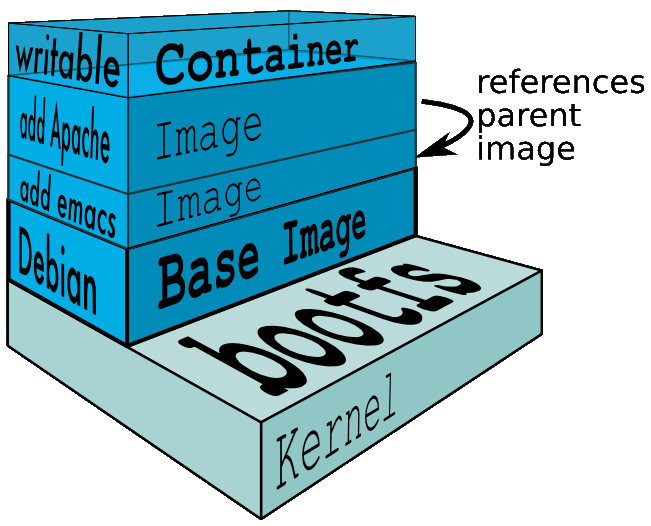 writable Container
references
parent
image
add Apache Image
add emacs Image
Debian Base Image
bootfs
Kernel